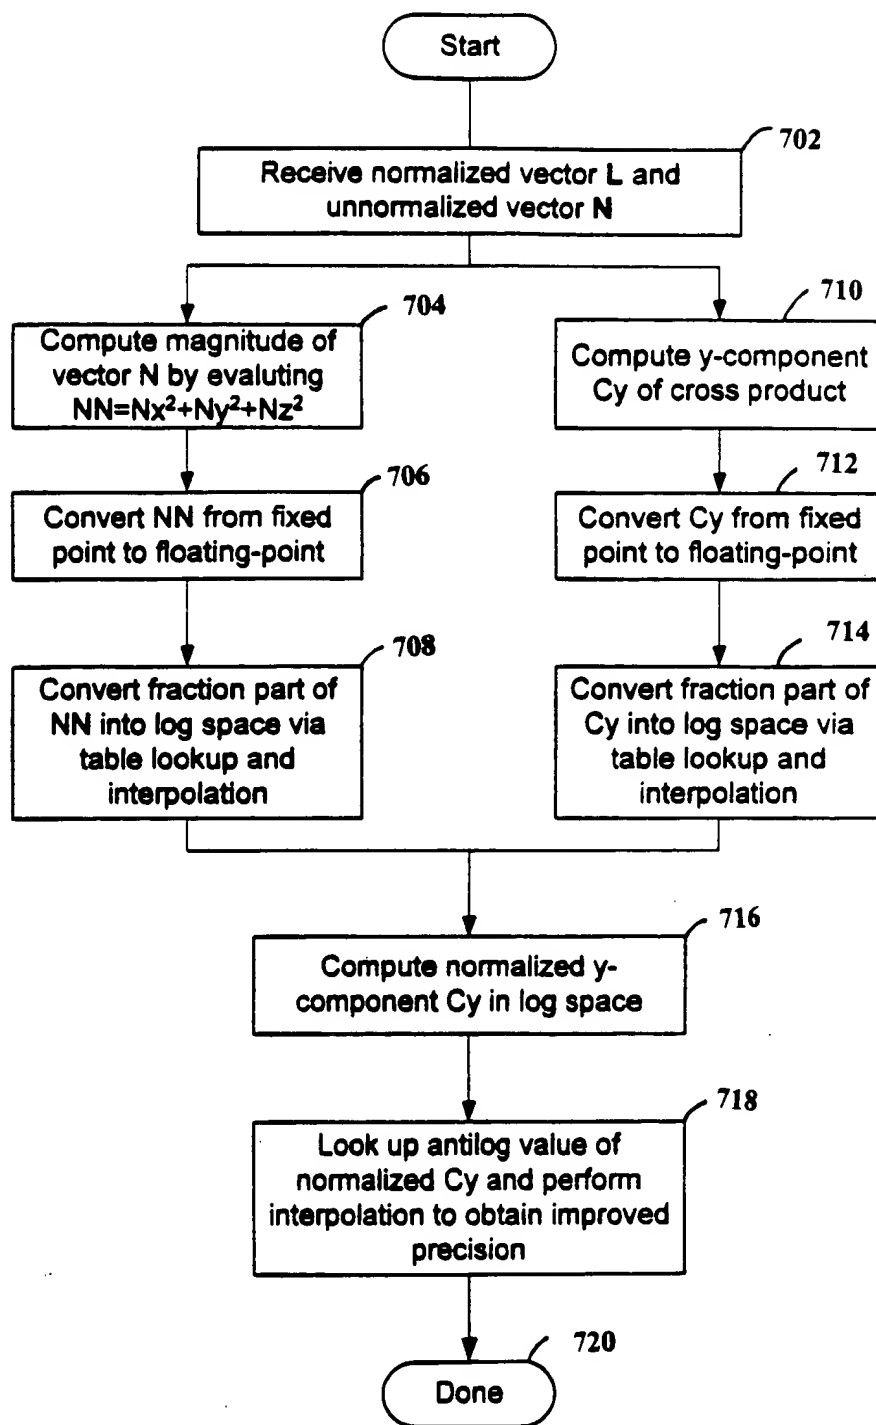 Start
702
Receive normalized vector L and
unnormalized vector N
704
Compute magnitude of
vector N by evaluting
NN=Nx²+Ny²+Nz²
710
Compute y-component
Cy of cross product
706
Convert NN from fixed
point to floating-point
712
Convert Cy from fixed
point to floating-point
708
Convert fraction part of
NN into log space via
table lookup and
interpolation
714
Convert fraction part of
Cy into log space via
table lookup and
interpolation
716
Compute normalized y-
component Cy in log space
718
Look up antilog value of
normalized Cy and perform
interpolation to obtain improved
precision
720
Done